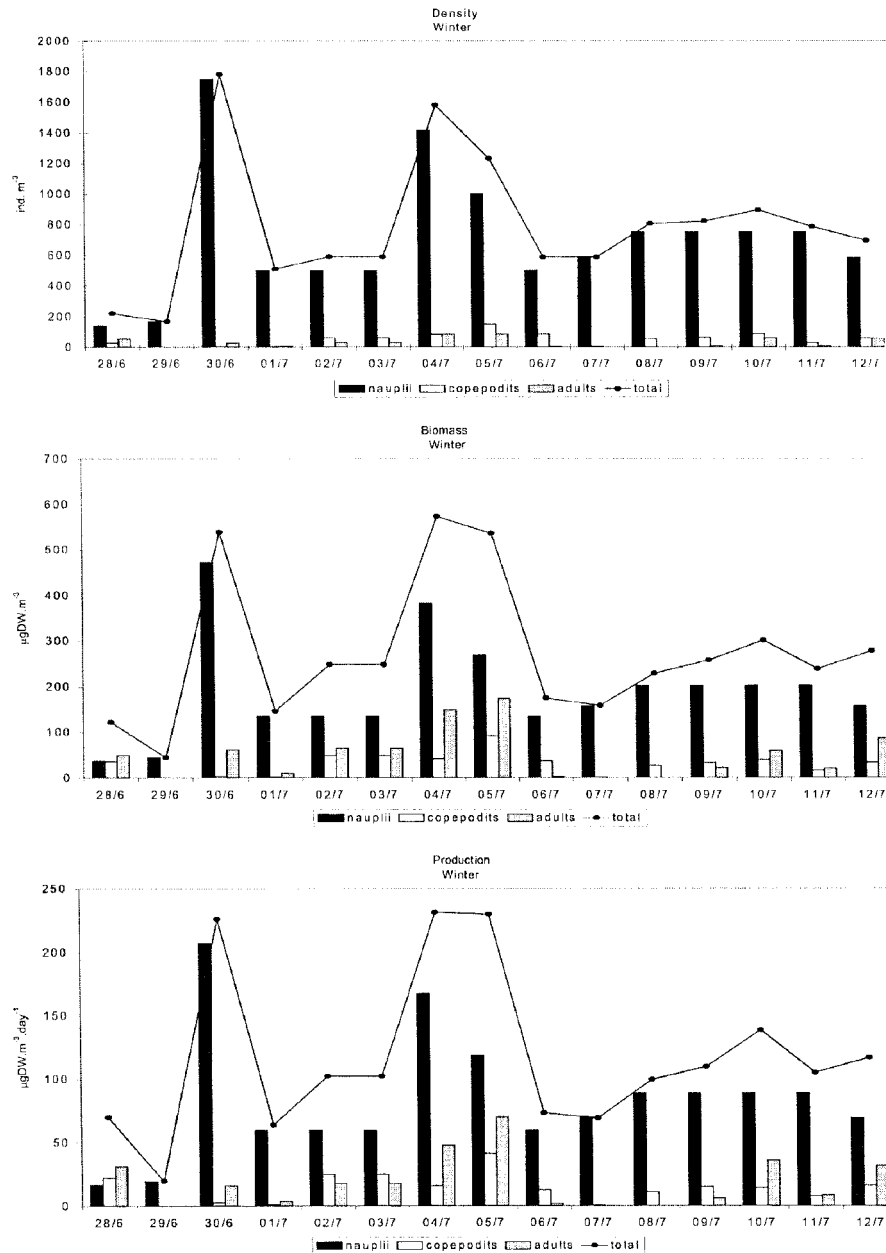 Density
Winter
2000
1800
1600
1400
1200
1000
800
600
400
200
0
ind. m⁻³
28/6 29/6 30/6 01/7 02/7 03/7 04/7 05/7 06/7 07/7 08/7 09/7 10/7 11/7 12/7
nauplii copepodits adults total
Biomass
Winter
700
600
500
400
300
200
100
0
µgDW.m⁻³
28/6 29/6 30/6 01/7 02/7 03/7 04/7 05/7 06/7 07/7 08/7 09/7 10/7 11/7 12/7
nauplii copepodits adults total
Production
Winter
250
200
150
100
50
0
µgDW.m⁻³.day⁻¹
28/6 29/6 30/6 01/7 02/7 03/7 04/7 05/7 06/7 07/7 08/7 09/7 10/7 11/7 12/7
nauplii copepodits adults total